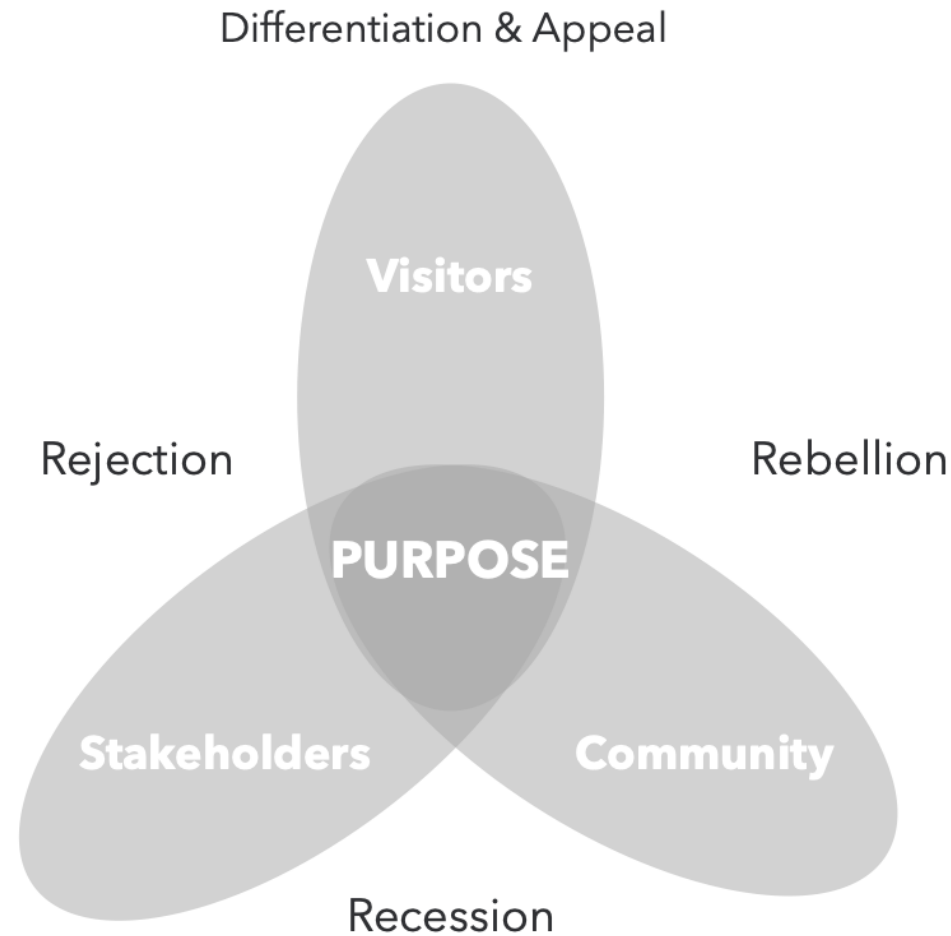 Differentiation & Appeal
Visitors
Rejection
Rebellion
PURPOSE
Stakeholders
Community
Recession